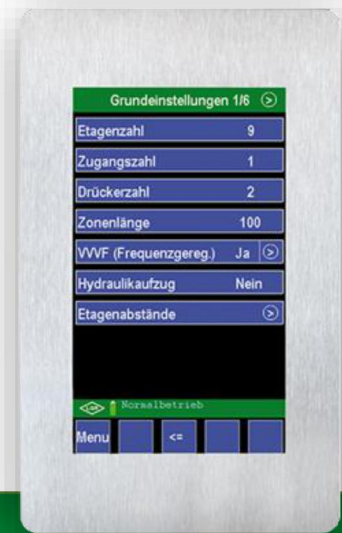 Grundeinstellungen 1/6
Etagenzahl 9
Zugangszahl 1
Drückerzahl 2
Zonenlänge 100
VVVF (Frequenzgereg.) Ja
Hydraulikaufzug Nein
Etagenabstände
Normalbetrieb
Menu <=